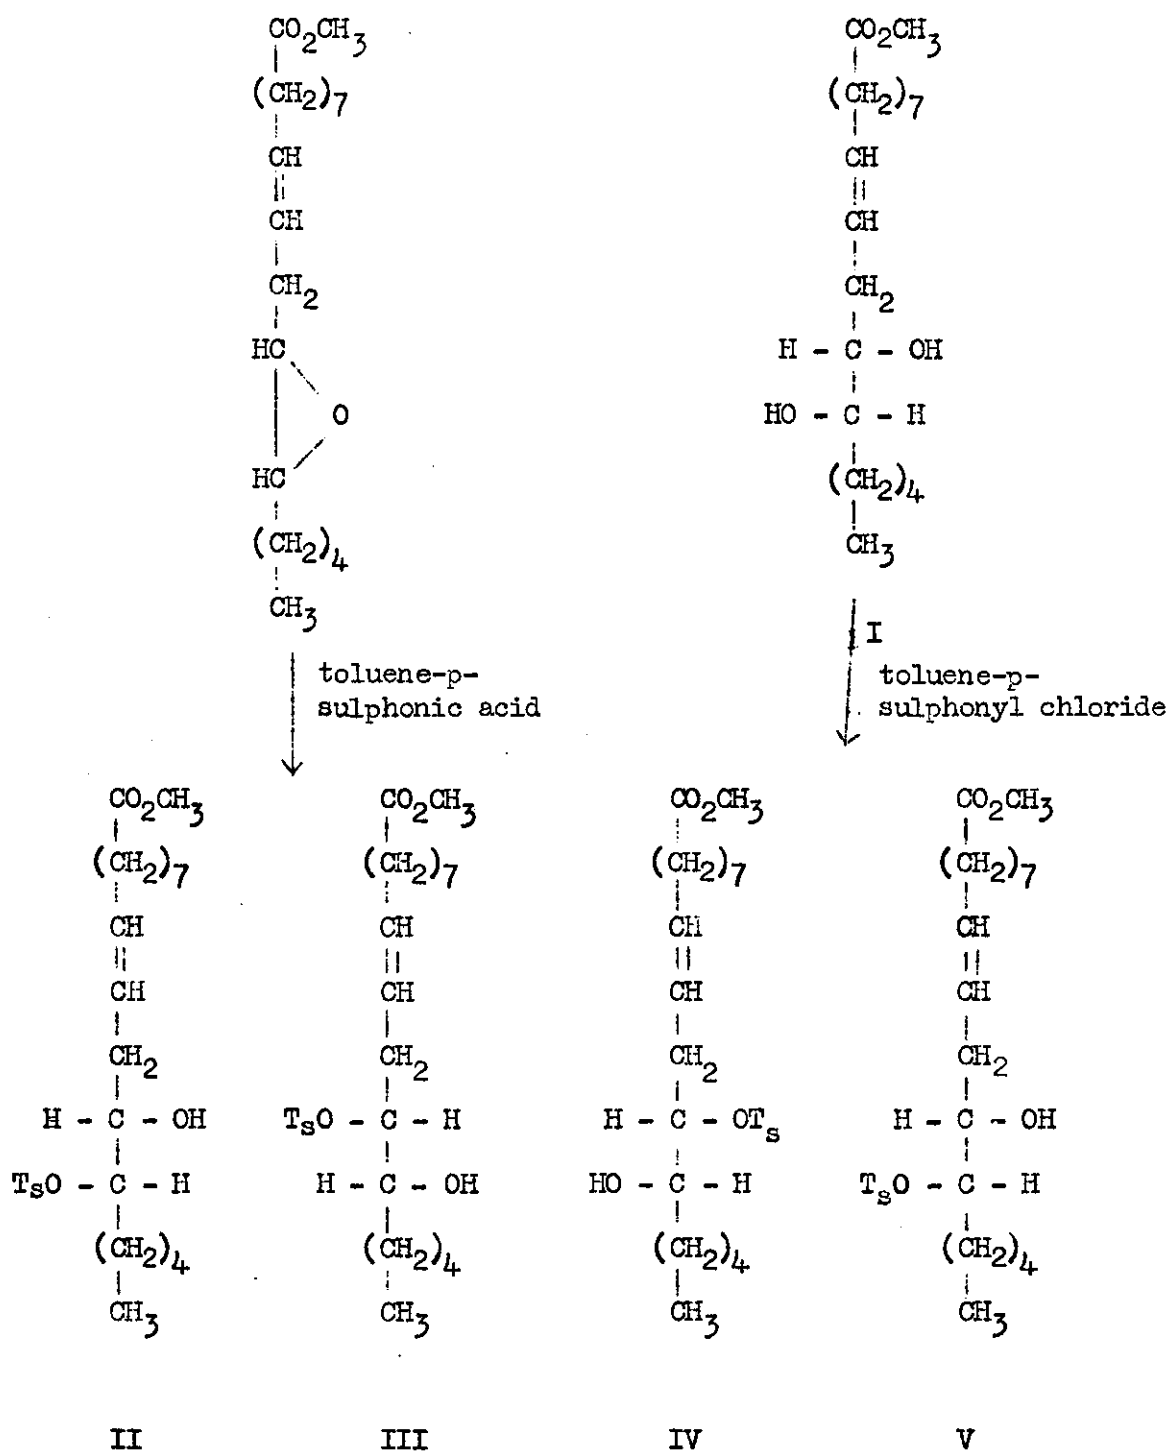 CO2CH3 CO2CH3
(CH2)7 (CH2)7
CH CH
CH CH
CH2 CH2
HC H - C - OH
O HO - C - H
HC (CH2)4
(CH2)4 CH3
CH3
I
toluene-p- toluene-p-
sulphonic acid sulphonyl chloride
CO2CH3 CO2CH3 CO2CH3 CO2CH3
(CH2)7 (CH2)7 (CH2)7 (CH2)7
CH CH CH CH
CH CH CH CH
CH2 CH2 CH2 CH2
H - C - OH TsO - C - H H - C - OTs H - C - OH
TsO - C - H H - C - OH HO - C - H TsO - C - H
(CH2)4 (CH2)4 (CH2)4 (CH2)4
CH3 CH3 CH3 CH3
II III IV V